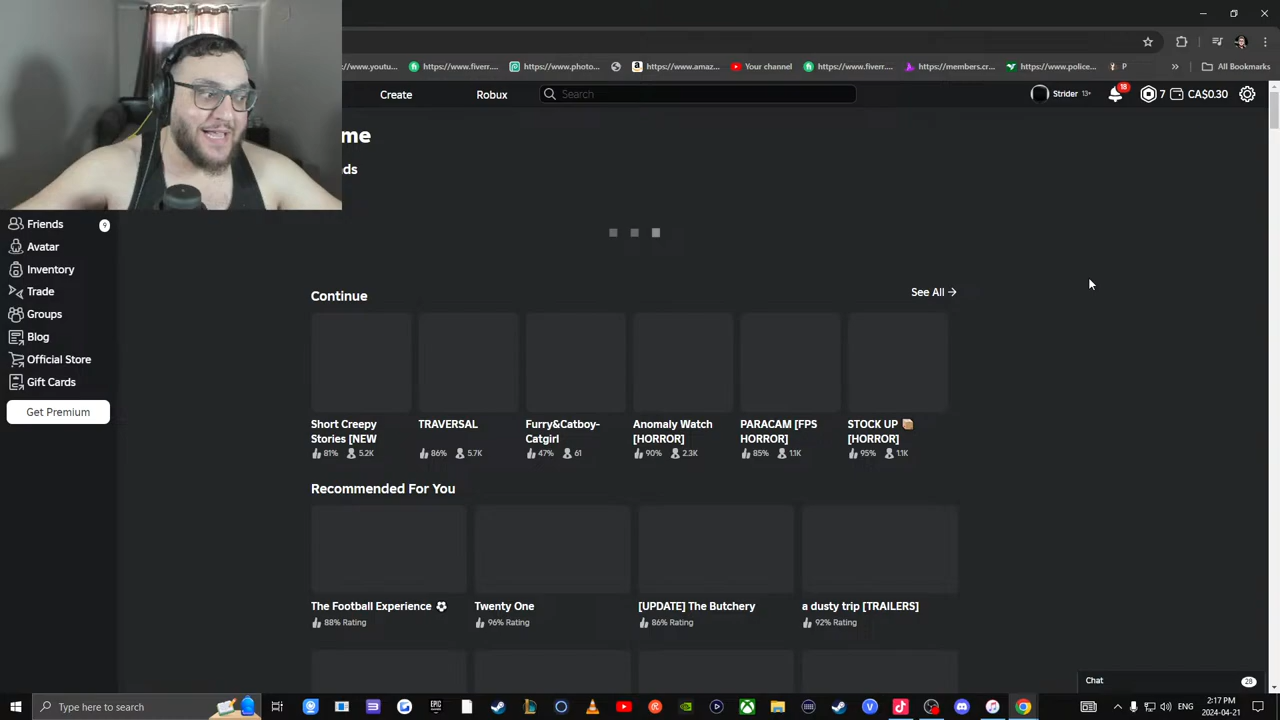 https://www.youtu...
https://www.fiverr....
https://www.photo...
https://www.amaz...
Your channel
https://www.fiverr....
https://members.cr...
https://www.police...
P
»
All Bookmarks
Create
Robux
Search
Strider 13+
18
7
CA$0.30
me
ds
Friends
9
Avatar
Inventory
Trade
Groups
Blog
Official Store
Gift Cards
Get Premium
Continue
See All →
Short Creepy
Stories [NEW
81% 5.2K
TRAVERSAL
86% 5.7K
Furry&Catboy-
Catgirl
47% 61
Anomaly Watch
[HORROR]
90% 2.3K
PARACAM [FPS
HORROR]
85% 1.1K
STOCK UP 📦
[HORROR]
95% 1.1K
Recommended For You
The Football Experience ⚽
88% Rating
Twenty One
96% Rating
[UPDATE] The Butchery
86% Rating
a dusty trip [TRAILERS]
92% Rating
Chat
28
Type here to search
2:17 PM
2024-04-21